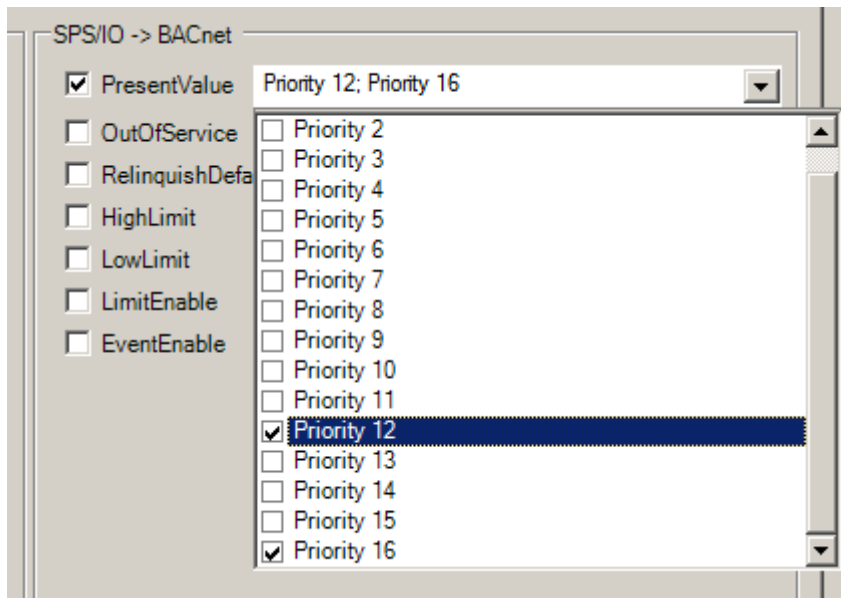 SPS/IO -> BACnet
PresentValue
Priority 12; Priority 16
OutOfService
RelinquishDefa
HighLimit
LowLimit
LimitEnable
EventEnable
Priority 2
Priority 3
Priority 4
Priority 5
Priority 6
Priority 7
Priority 8
Priority 9
Priority 10
Priority 11
Priority 12
Priority 13
Priority 14
Priority 15
Priority 16